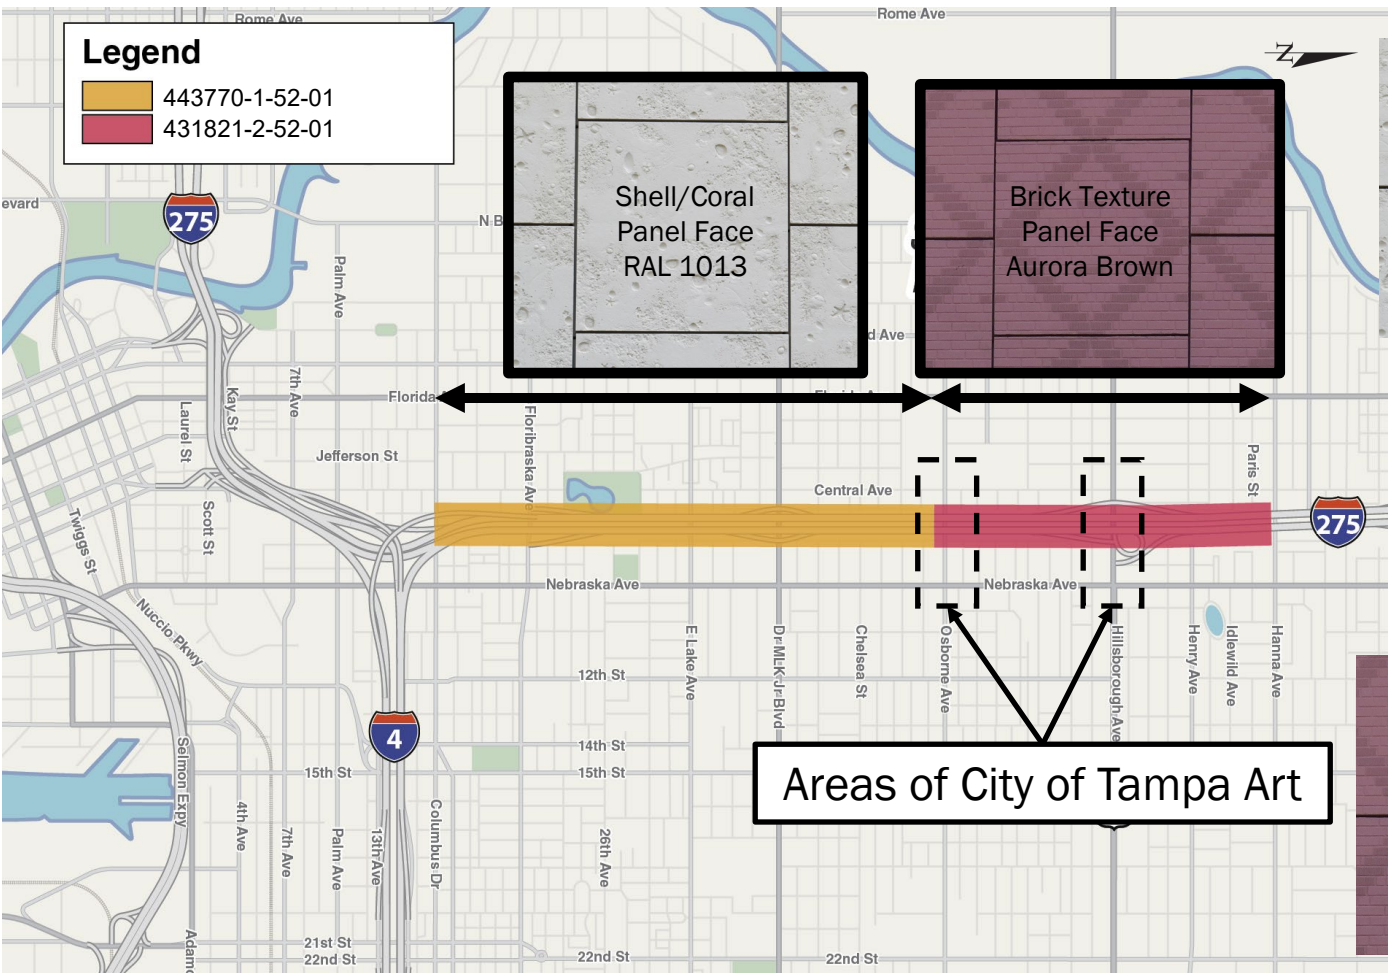 Rome Ave
Rome Ave
Legend
443770-1-52-01
431821-2-52-01
N
evard
275
N B
Shell/Coral
Panel Face
RAL 1013
Brick Texture
Panel Face
Aurora Brown
Palm Ave
d Ave
7th Ave
Kay St
Laurel St
Florida
Floribraska Ave
Jefferson St
Central Ave
Paris St
Scott St
Twiggs St
275
Nebraska Ave
Nebraska Ave
Nuccio Pkwy
E Lake Ave
Dr MLK Jr Blvd
Chelsea St
Osborne Ave
Hillsborough Ave
Henry Ave
Idlewild Ave
Hanna Ave
12th St
4
14th St
15th St
15th St
Selmon Expy
Areas of City of Tampa Art
4th Ave
7th Ave
Palm Ave
13th Ave
Columbus Dr
26th Ave
Adamo
21st St
22nd St
22nd St
22nd St